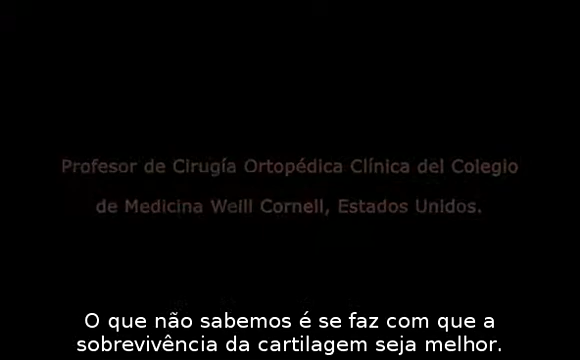 Profesor de Cirugía Ortopédica Clínica del Colegio
de Medicina Weill Cornell, Estados Unidos.
O que não sabemos é se faz com que a
sobrevivência da cartilagem seja melhor.